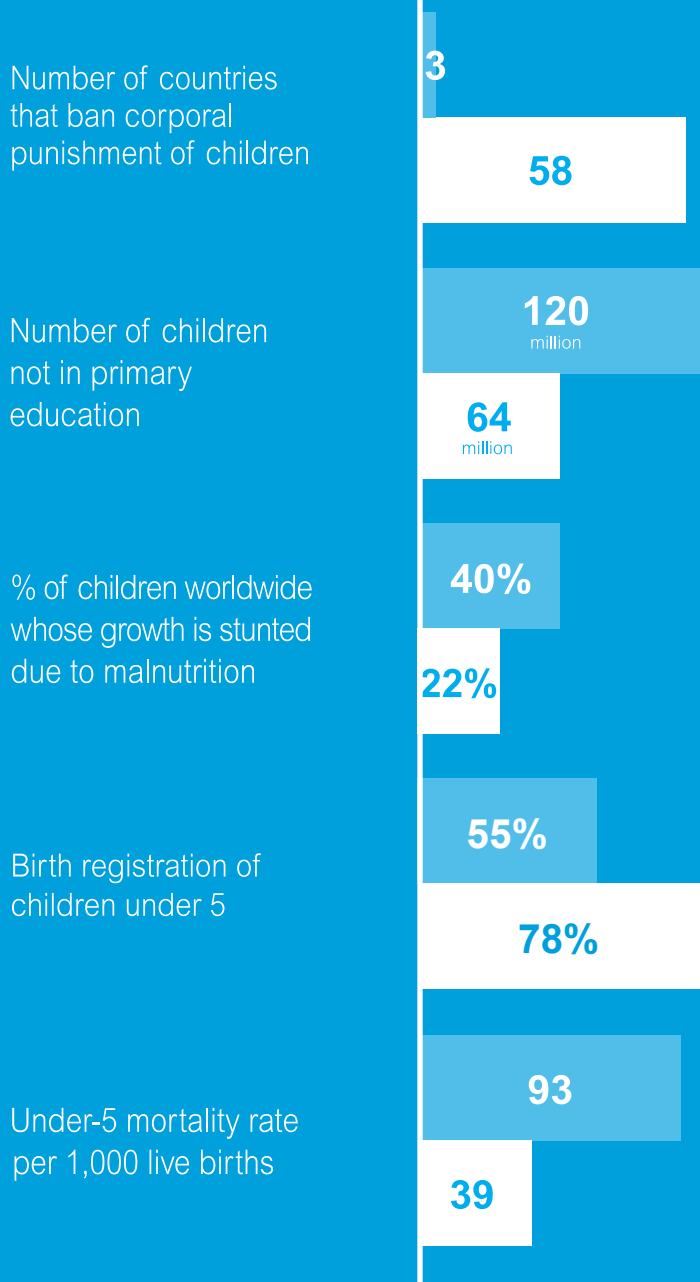 Number of countries
that ban corporal
punishment of children
3
58
Number of children
not in primary
education
120
million
64
million
% of children worldwide
whose growth is stunted
due to malnutrition
40%
22%
Birth registration of
children under 5
55%
78%
Under-5 mortality rate
per 1,000 live births
93
39